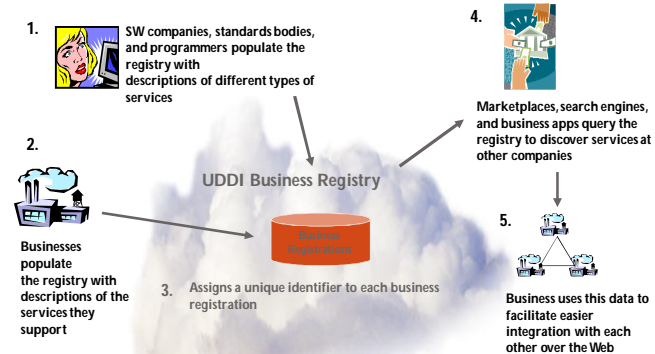 1.
SW companies, standards bodies,
and programmers populate the
registry with
descriptions of different types of
services
2.
Businesses
populate
the registry with
descriptions of the
services they
support
UDDI Business Registry
Business
Registrations
3. Assigns a unique identifier to each business
registration
4.
Marketplaces, search engines,
and business apps query the
registry to discover services at
other companies
5.
Business uses this data to
facilitate easier
integration with each
other over the Web